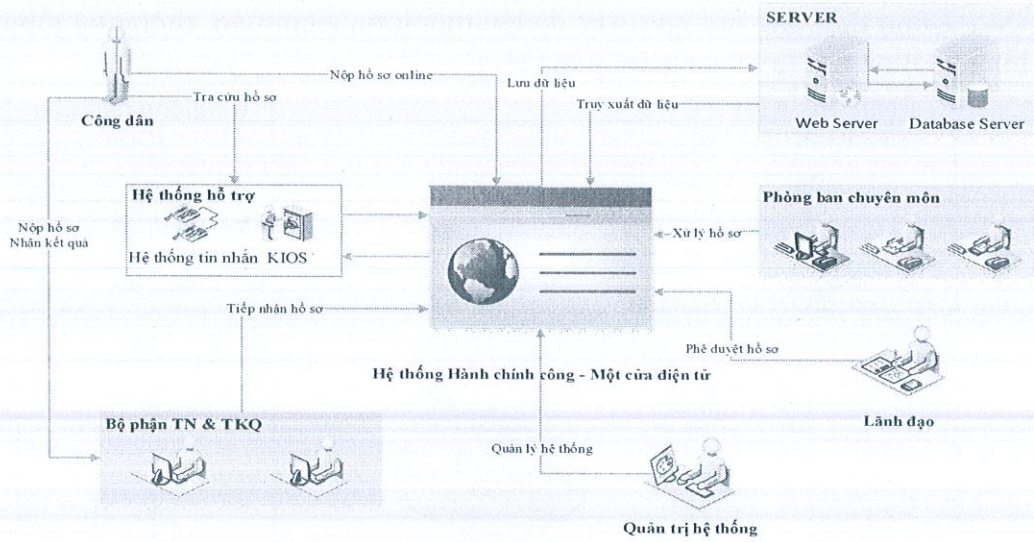 SERVER
Nộp hồ sơ online
Lưu dữ liệu
Tra cứu hồ sơ
Truy xuất dữ liệu
Công dân
Web Server
Database Server
Hệ thống hỗ trợ
Phòng ban chuyên môn
Nộp hồ sơ
Nhân kết quả
Xử lý hồ sơ
Hệ thống tin nhắn KIOS
Tiếp nhận hồ sơ
Phê duyệt hồ sơ
Hệ thống Hành chính công - Một cửa điện tử
Lãnh đạo
Bộ phận TN & TKQ
Quản lý hệ thống
Quản trị hệ thống